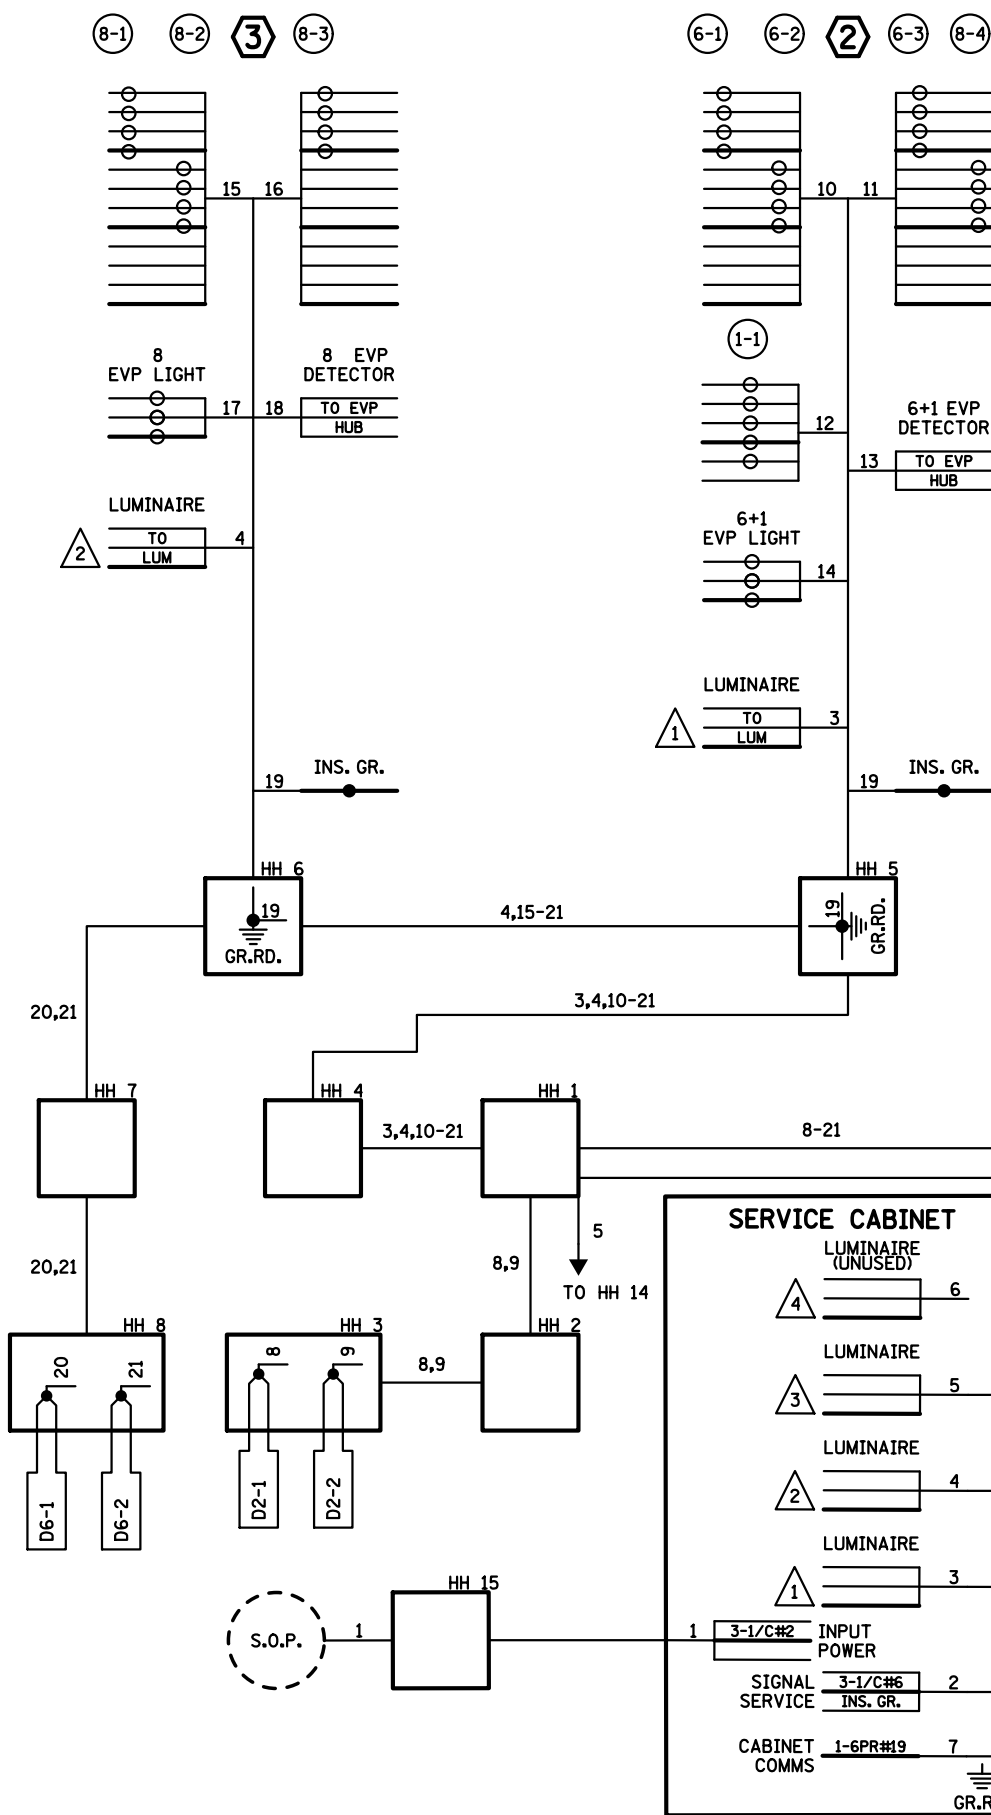 8-1 8-2 3 8-3 6-1 6-2 2 6-3 8-4
15 16 10 11
1-1
8
EVP LIGHT
8 EVP
DETECTOR
17 18
TO EVP
HUB
12
6+1 EVP
DETECTOR
13
TO EVP
HUB
LUMINAIRE
2
TO
LUM
4
6+1
EVP LIGHT
14
LUMINAIRE
1
TO
LUM
3
19 INS. GR.
19 INS. GR.
HH 6
19
GR.RD.
4,15-21
HH 5
19
GR.RD.
20,21
3,4,10-21
HH 7
HH 4
3,4,10-21
HH 1
8-21
20,21
8,9
5
TO HH 14
HH 8
20
21
D6-1
D6-2
HH 3
8
9
D2-1
D2-2
8,9
HH 2
SERVICE CABINET
LUMINAIRE
(UNUSED)
4
6
LUMINAIRE
3
5
LUMINAIRE
2
4
LUMINAIRE
1
3
S.O.P.
1
HH 15
1
3-1/C#2
INPUT
POWER
SIGNAL
SERVICE
3-1/C#6
INS. GR.
2
CABINET
COMMS
1-6PR#19
7
GR.R